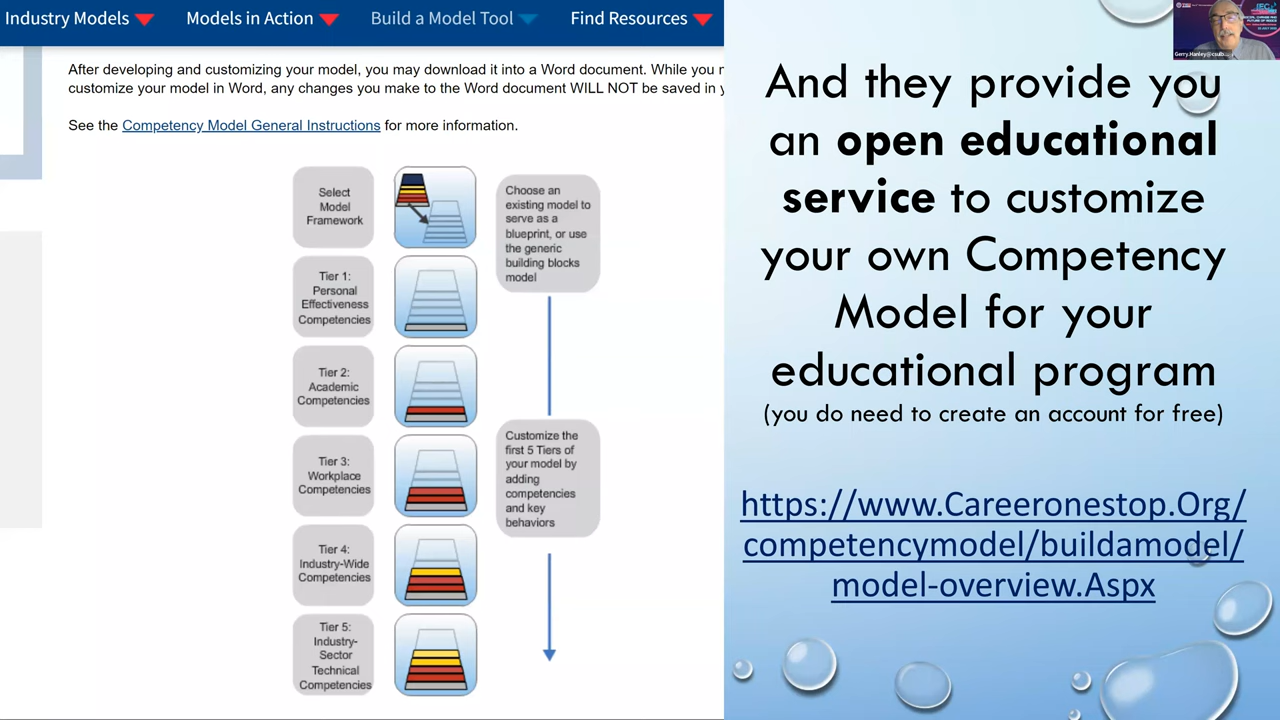 Industry Models
Models in Action
Build a Model Tool
Find Resources
After developing and customizing your model, you may download it into a Word document. While you
customize your model in Word, any changes you make to the Word document WILL NOT be saved in
See the Competency Model General Instructions for more information.
Select
Model
Framework
Choose an
existing model to
serve as a
blueprint, or use
the generic
building blocks
model
Tier 1:
Personal
Effectiveness
Competencies
Tier 2:
Academic
Competencies
Tier 3:
Workplace
Competencies
Customize the
first 5 Tiers of
your model by
adding
competencies
and key
behaviors
Tier 4:
Industry-Wide
Competencies
Tier 5:
Industry-
Sector
Technical
Competencies
And they provide you
an open educational
service to customize
your own Competency
Model for your
educational program
(you do need to create an account for free)
https://www.Careeronestop.Org/
competencymodel/buildamodel/
model-overview.Aspx
Gerry.Hanley@csulb...